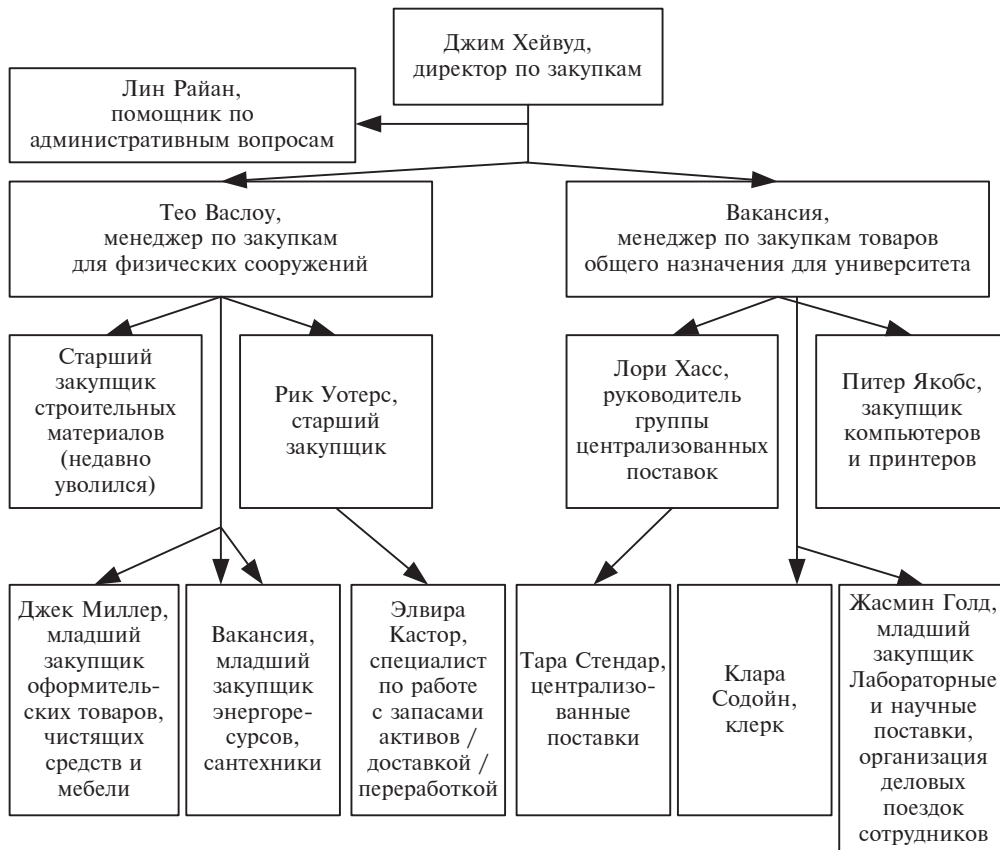 Джим Хейвуд,
директор по закупкам
Лин Райан,
помощник по
административным вопросам
Тео Васлоу,
менеджер по закупкам
для физических сооружений
Вакансия,
менеджер по закупкам товаров
общего назначения для университета
Старший
закупщик
строительных
материалов
(недавно
уволился)
Рик Уотерс,
старший
закупщик
Лори Хасс,
руководитель
группы
централизованных
поставок
Питер Якобс,
закупщик
компьютеров
и принтеров
Джек Миллер,
младший
закупщик
оформитель-
ских товаров,
чистящих
средств и
мебели
Вакансия,
младший
закупщик
энергоре-
сурсов,
сантехники
Элвира
Кастор,
специалист
по работе
с запасами
активов /
доставкой /
переработкой
Тара Стендар,
централизо-
ванные
поставки
Клара
Содойн,
клерк
Жасмин Голд,
младший
закупщик
Лабораторные
и научные
поставки,
организация
деловых
поездок
сотрудников